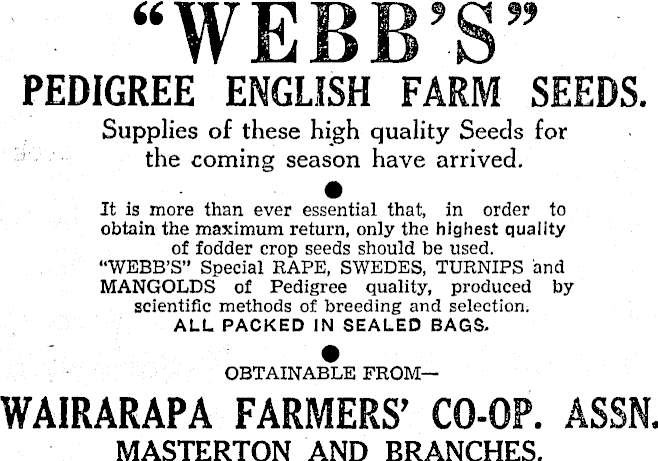 “WEBB’S”
PEDIGREE ENGLISH FARM SEEDS.
Supplies of these high quality Seeds for
the coming season have arrived.
It is more than ever essential that, in order to
obtain the maximum return, only the highest quality
of fodder crop seeds should be used.
“WEBB’S” Special RAPE, SWEDES, TURNIPS and
MANGOLDS of Pedigree quality, produced by
scientific methods of breeding and selection.
ALL PACKED IN SEALED BAGS.
OBTAINABLE FROM—
WAIRARAPA FARMERS’ CO-OP. ASSN.
MASTERTON AND BRANCHES.